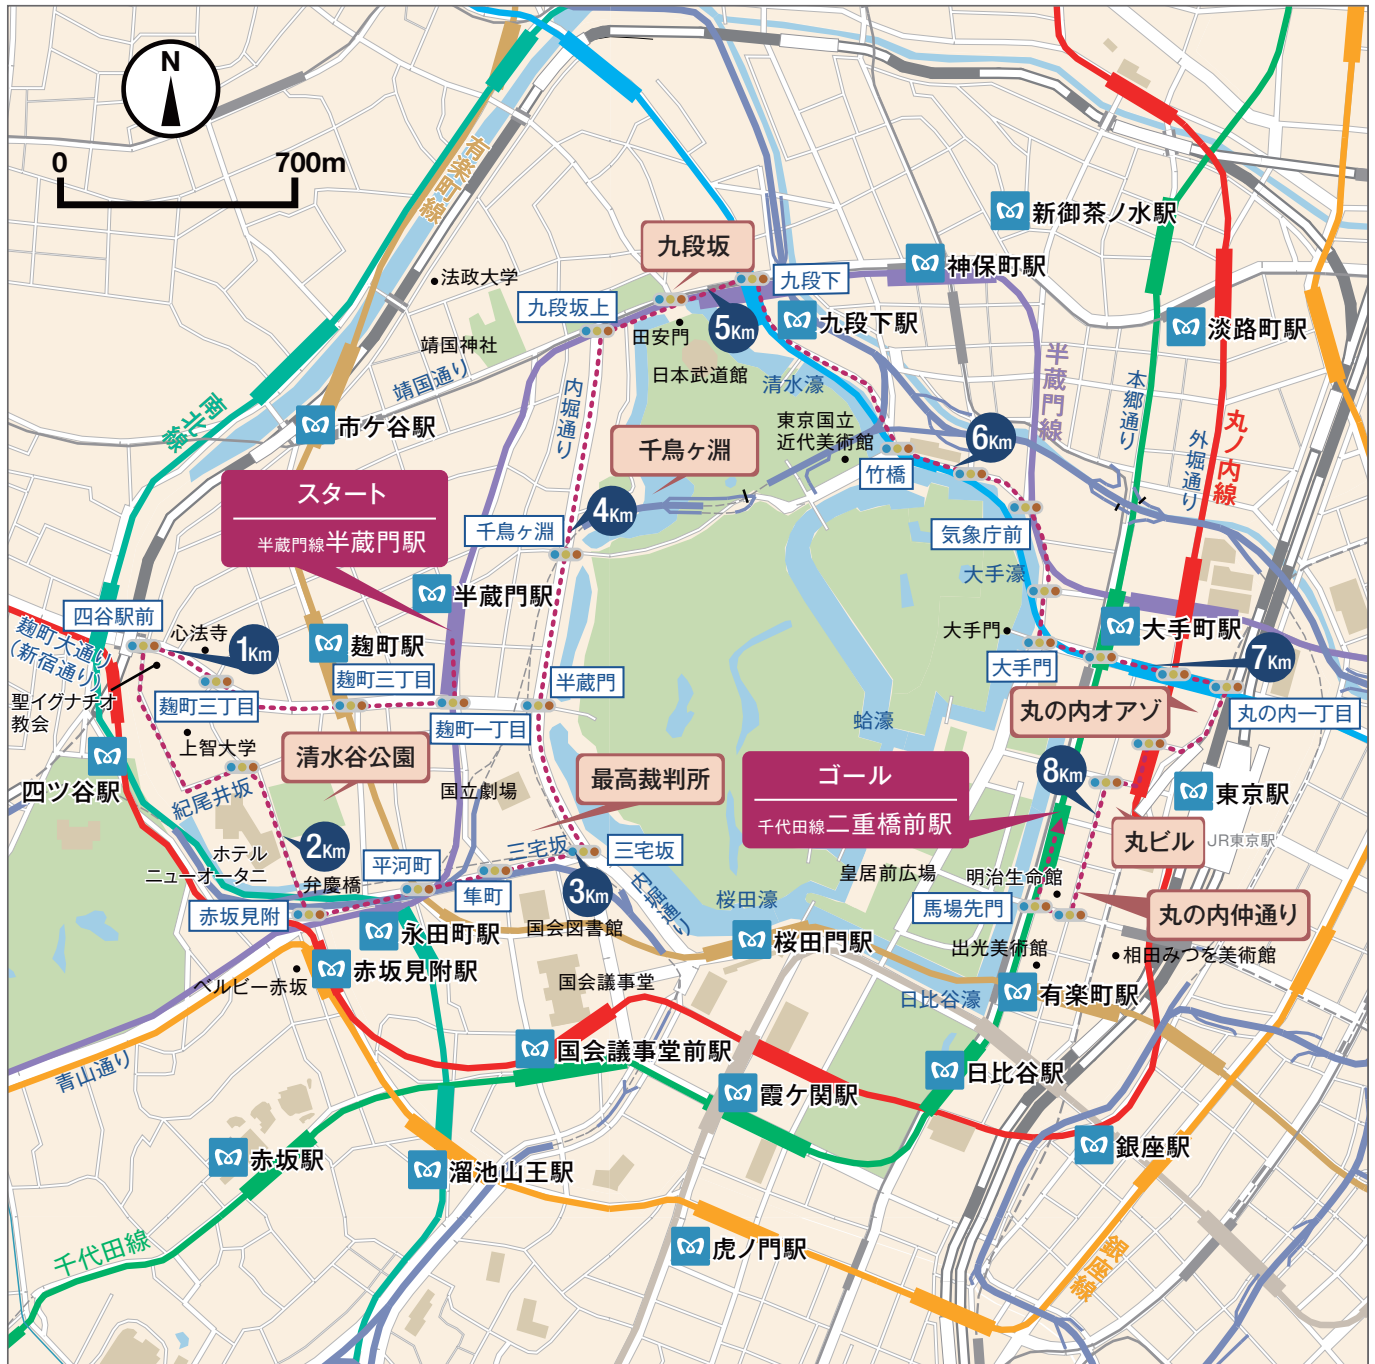 N
0
700m
有楽町線
法政大学
九段坂
九段坂上
九段下
九段下駅
神保町駅
新御茶ノ水駅
淡路町駅
5Km
田安門
日本武道館
靖国神社
靖国通り
内堀通り
清水濠
半蔵門線
本郷通り
外堀通り
丸ノ内線
南北線
市ケ谷駅
東京国立
近代美術館
千鳥ヶ淵
6Km
竹橋
スタート
半蔵門線半蔵門駅
4Km
千鳥ヶ淵
気象庁前
大手濠
半蔵門駅
四谷駅前
麹町大通り
(新宿通り)
心法寺
1Km
麹町駅
麹町三丁目
半蔵門
大手門
大手門
大手町駅
7Km
聖イグナチオ
教会
麹町三丁目
麹町一丁目
蛤濠
丸の内オアゾ
丸の内一丁目
上智大学
四ツ谷駅
紀尾井坂
清水谷公園
国立劇場
最高裁判所
ゴール
千代田線二重橋前駅
8Km
東京駅
JR東京駅
丸ビル
2Km
ホテル
ニューオータニ
弁慶橋
平河町
三宅坂
三宅坂
隼町
3Km
内堀通り
皇居前広場
明治生命館
桜田濠
馬場先門
丸の内仲通り
赤坂見附
永田町駅
国会図書館
桜田門駅
出光美術館
相田みつを美術館
赤坂見附駅
ベルビー赤坂
国会議事堂
日比谷濠
有楽町駅
青山通り
国会議事堂前駅
霞ケ関駅
日比谷駅
赤坂駅
溜池山王駅
銀座駅
千代田線
虎ノ門駅
銀座線